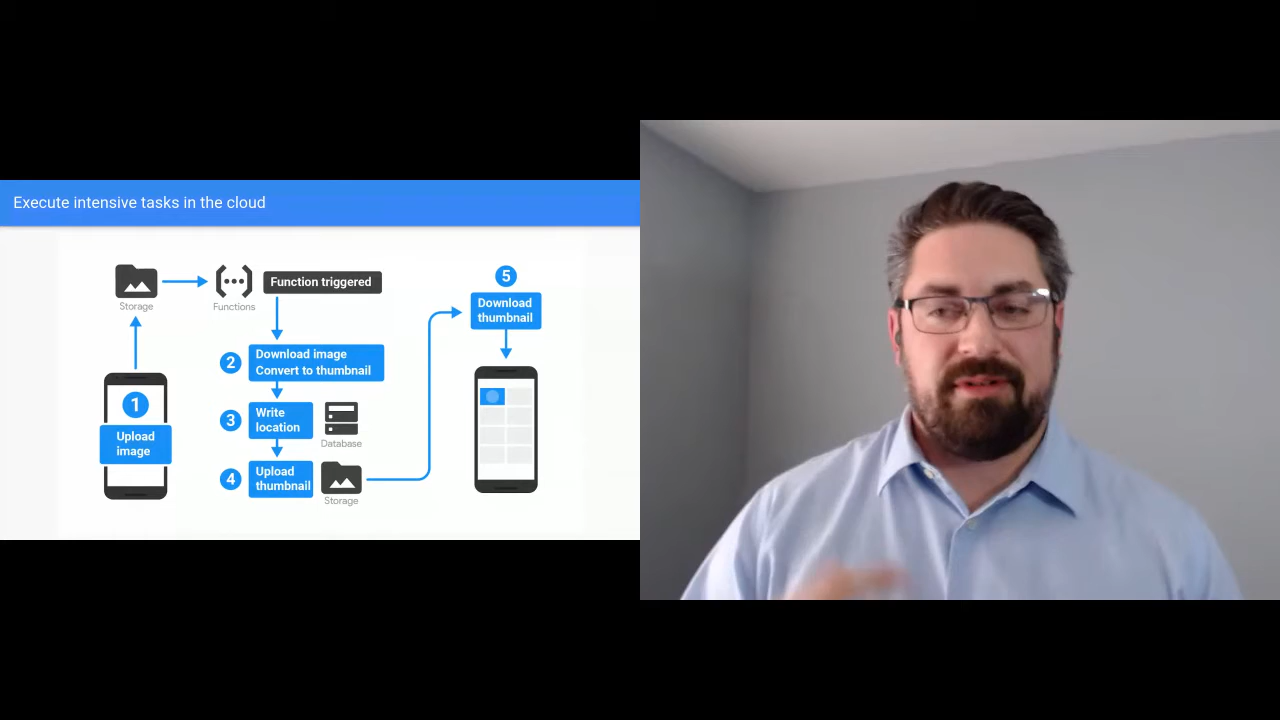 Execute intensive tasks in the cloud
Storage
Functions
Function triggered
1
Upload
image
2
Download image
Convert to thumbnail
3
Write
location
Database
4
Upload
thumbnail
Storage
5
Download
thumbnail